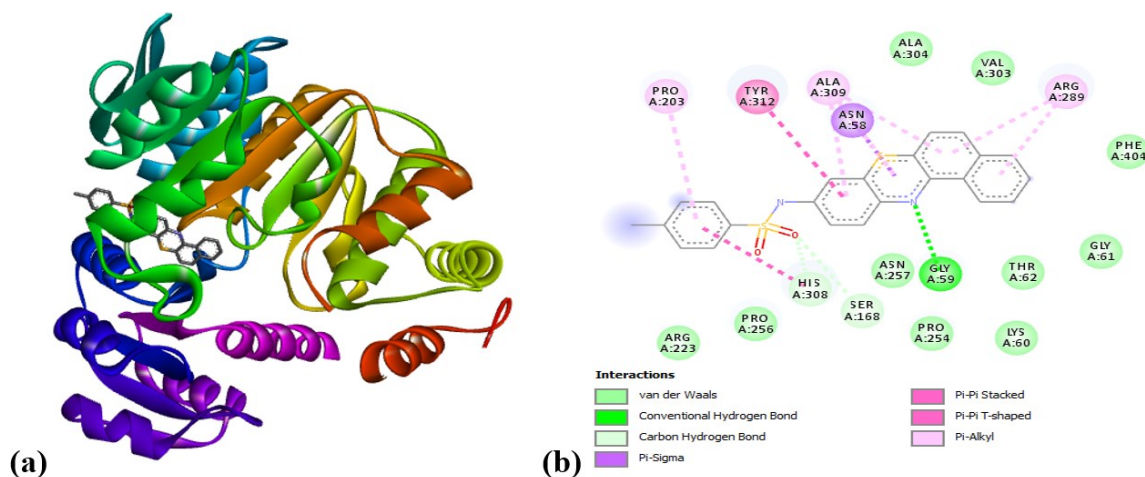 ALA
A:304
VAL
A:303
PRO
A:203
TYR
A:312
ALA
A:309
ARG
A:289
ASN
A:58
PHE
A:404
N
S
N
S
O
O
HIS
A:308
ASN
A:257
GLY
A:59
THR
A:62
GLY
A:61
SER
A:168
PRO
A:256
ARG
A:223
PRO
A:254
LYS
A:60
Interactions
van der Waals
Conventional Hydrogen Bond
Carbon Hydrogen Bond
Pi-Sigma
Pi-Pi Stacked
Pi-Pi T-shaped
Pi-Alkyl
(a)
(b)